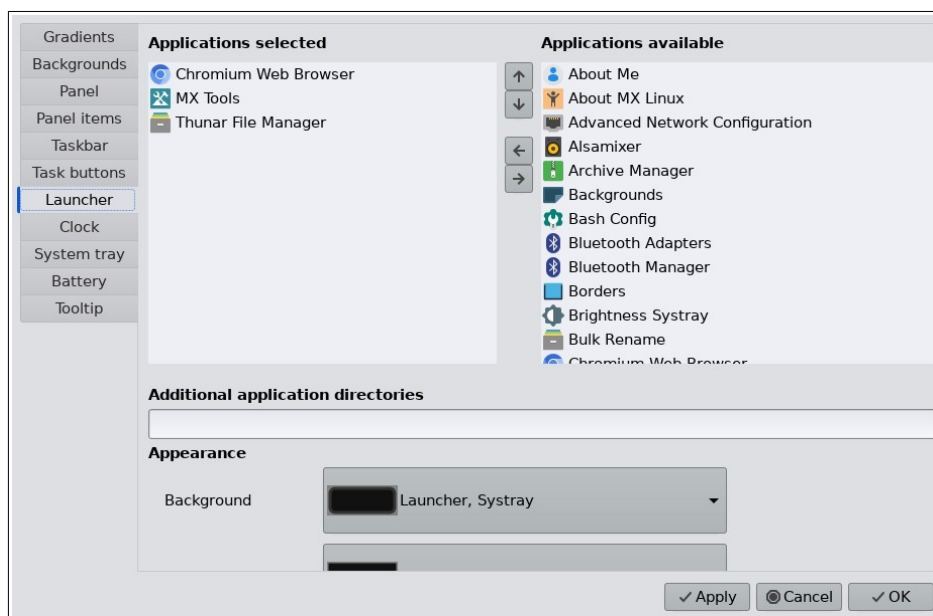 Gradients
Backgrounds
Panel
Panel items
Taskbar
Task buttons
Launcher
Clock
System tray
Battery
Tooltip
Applications selected
Chromium Web Browser
MX Tools
Thunar File Manager
Applications available
About Me
About MX Linux
Advanced Network Configuration
Alsamixer
Archive Manager
Backgrounds
Bash Config
Bluetooth Adapters
Bluetooth Manager
Borders
Brightness Systray
Bulk Rename
Chromium Web Browser
Additional application directories
Appearance
Background
Launcher, Systray
Apply
Cancel
OK